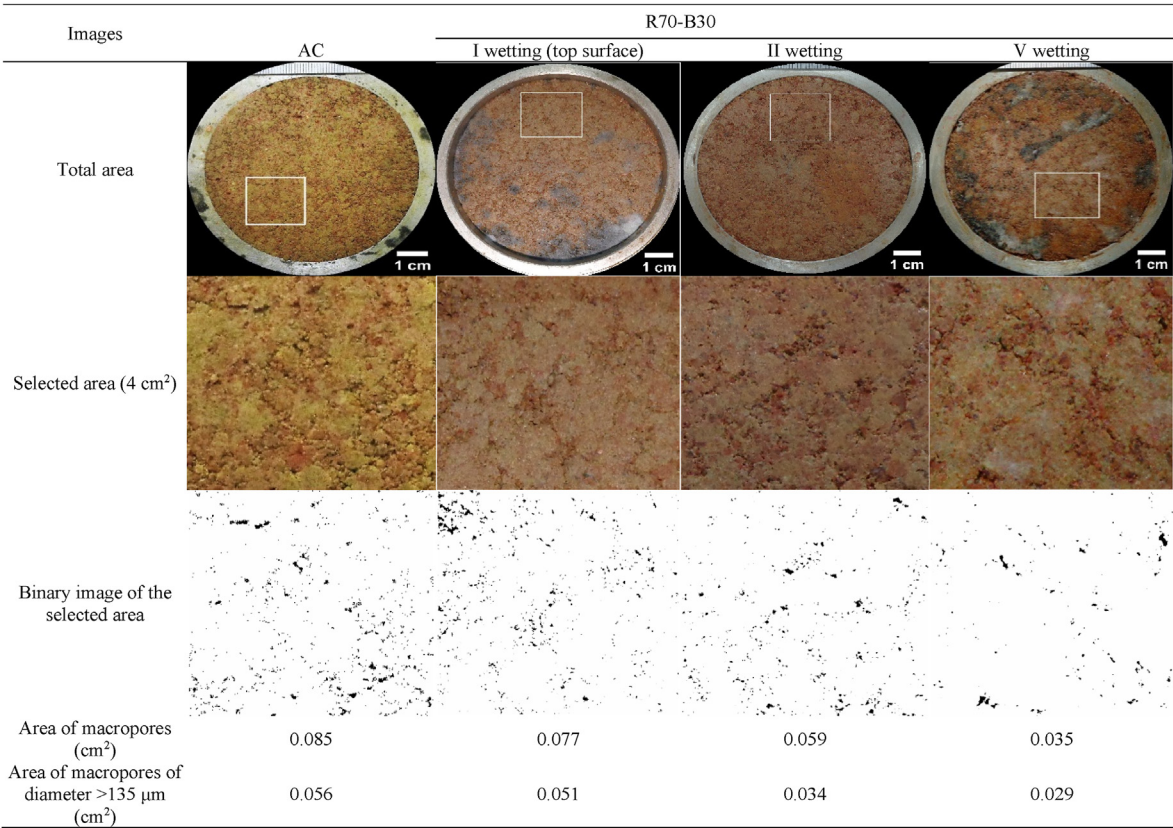 Images
R70-B30
AC
I wetting (top surface)
II wetting
V wetting
Total area
1 cm
1 cm
1 cm
1 cm
Selected area (4 cm²)
Binary image of the
selected area
Area of macropores
(cm²)
0.085
0.077
0.059
0.035
Area of macropores of
diameter >135 μm
(cm²)
0.056
0.051
0.034
0.029